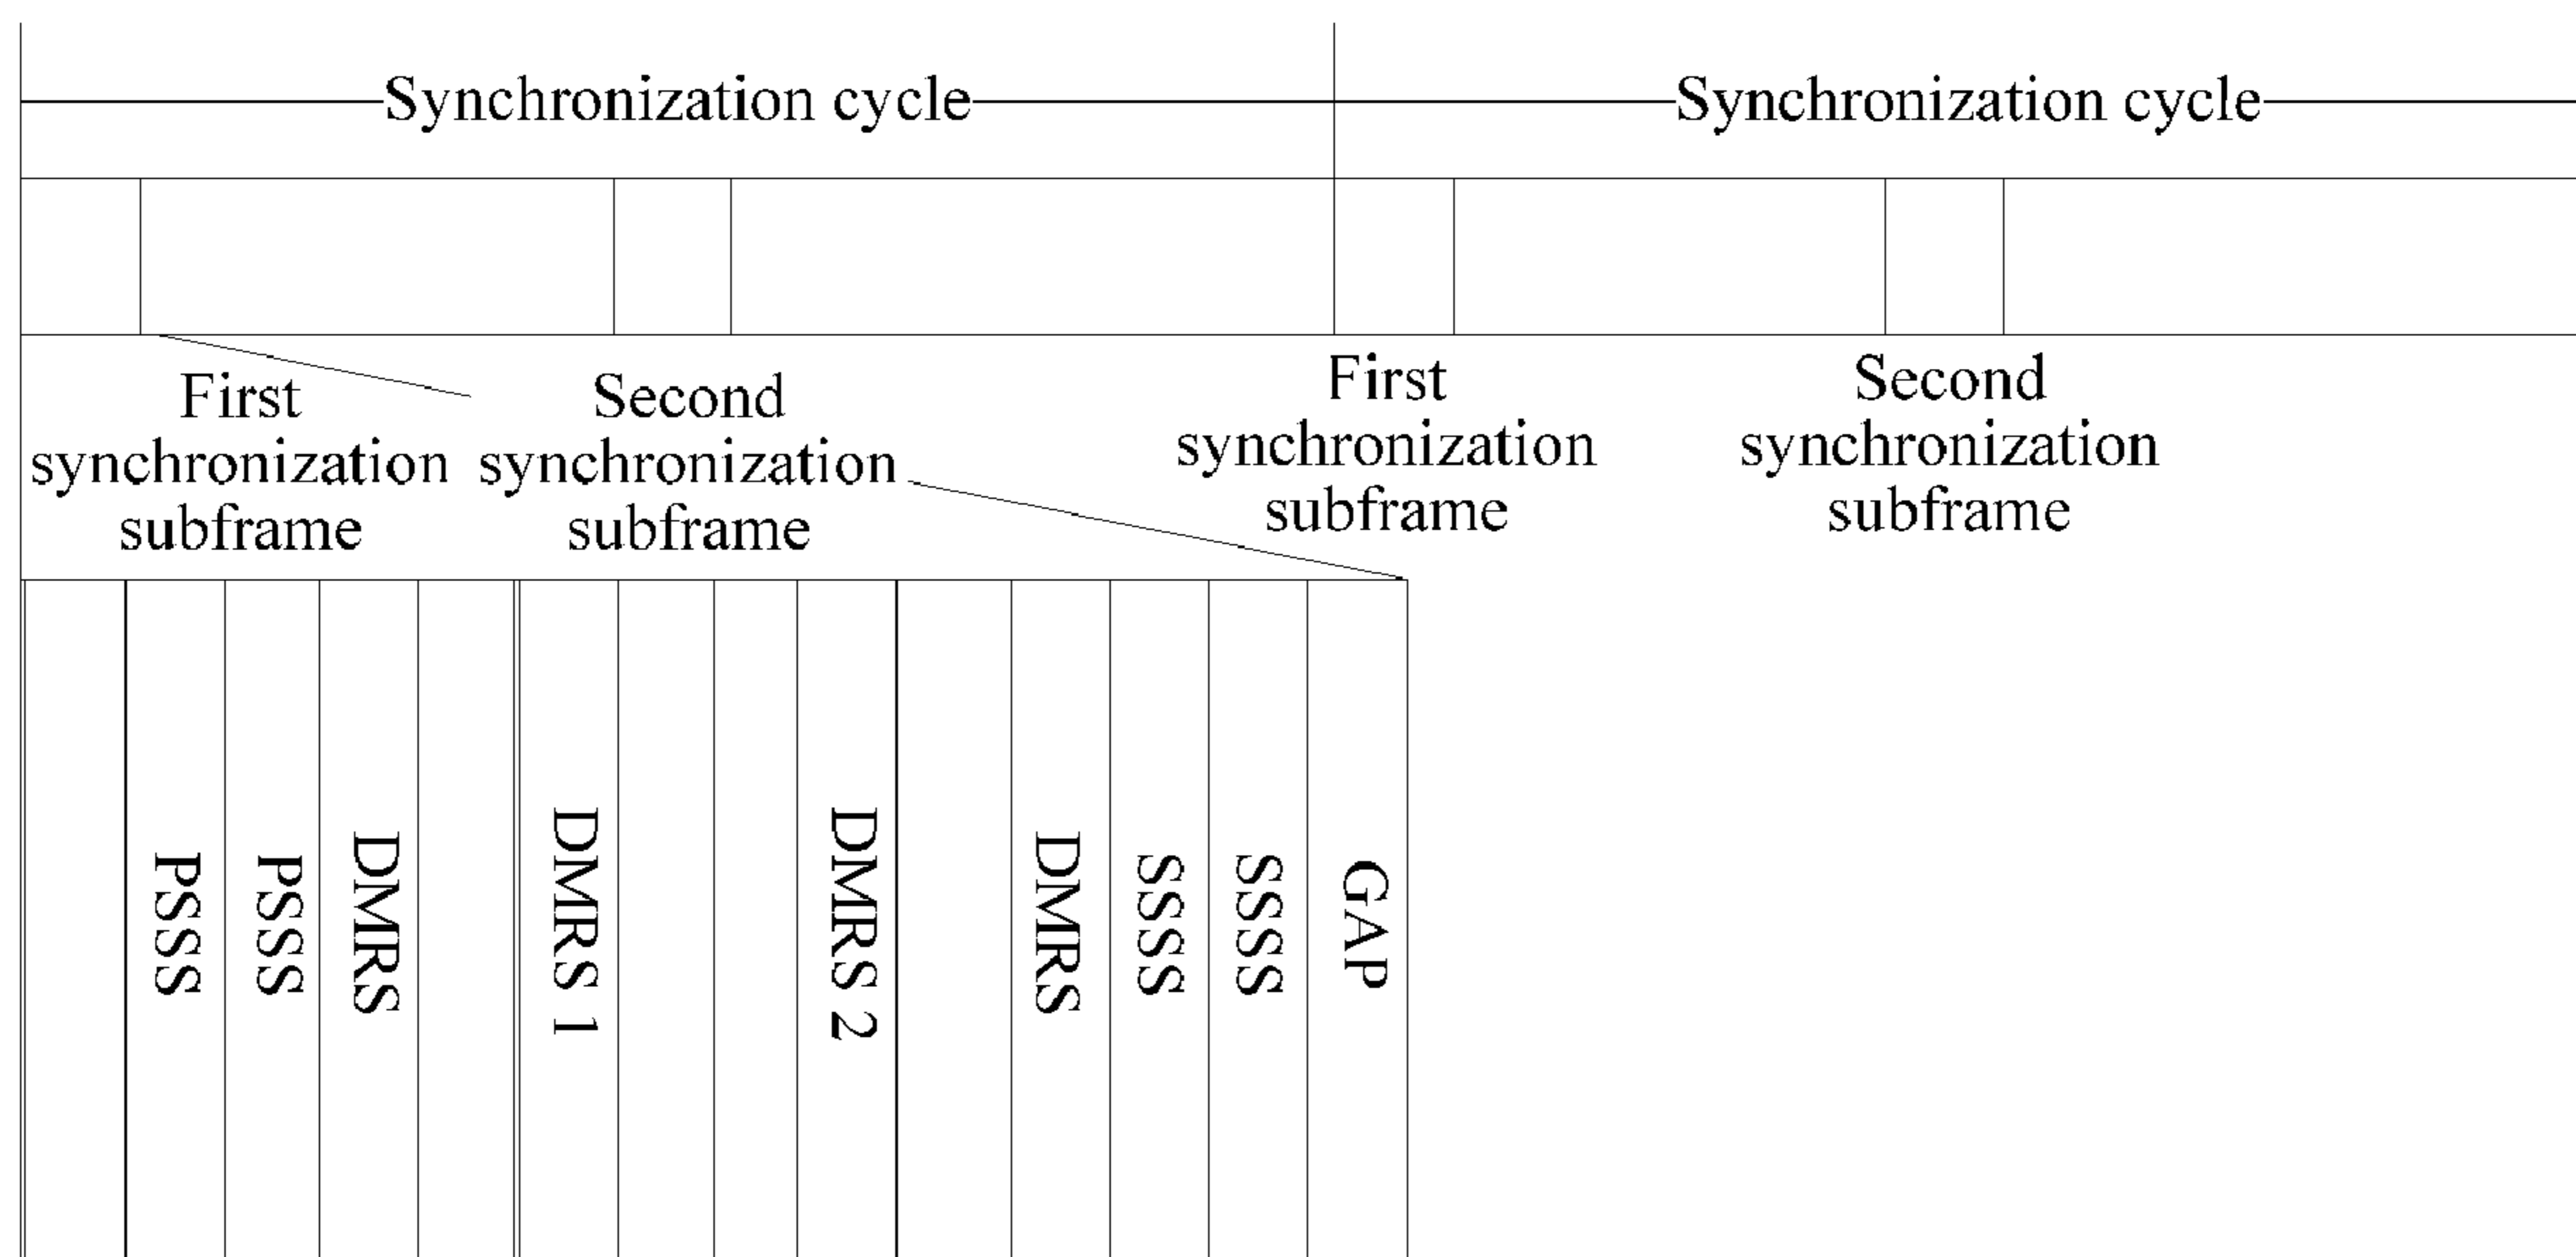 Synchronization cycle
Synchronization cycle
First
synchronization
subframe
Second
synchronization
subframe
First
synchronization
subframe
Second
synchronization
subframe
PSSS
PSSS
DMRS
DMRS 1
DMRS 2
DMRS
SSSS
SSSS
GAP